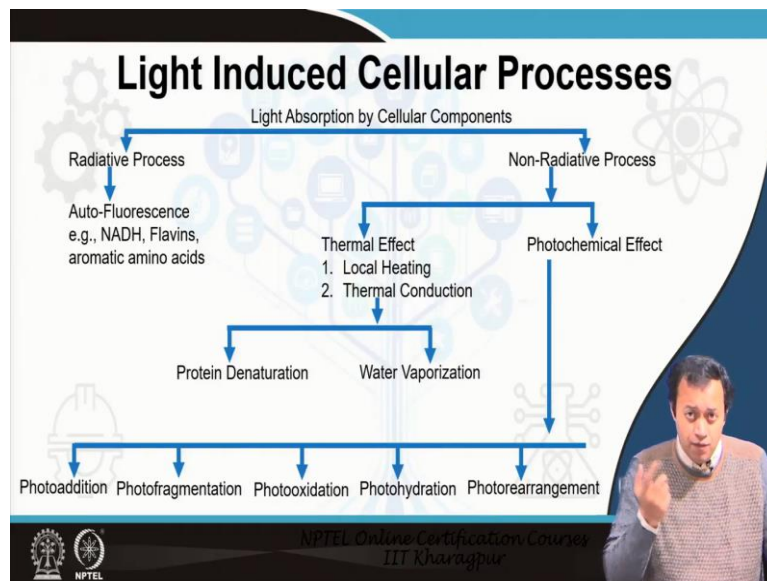 Light Induced Cellular Processes
Light Absorption by Cellular Components
Radiative Process
Non-Radiative Process
Auto-Fluorescence
e.g., NADH, Flavins,
aromatic amino acids
Thermal Effect
1. Local Heating
2. Thermal Conduction
Photochemical Effect
Protein Denaturation
Water Vaporization
Photoaddition
Photofragmentation
Photooxidation
Photohydration
Photorearrangement
NPTEL
NPTEL Online Certification Courses
IIT Kharagpur